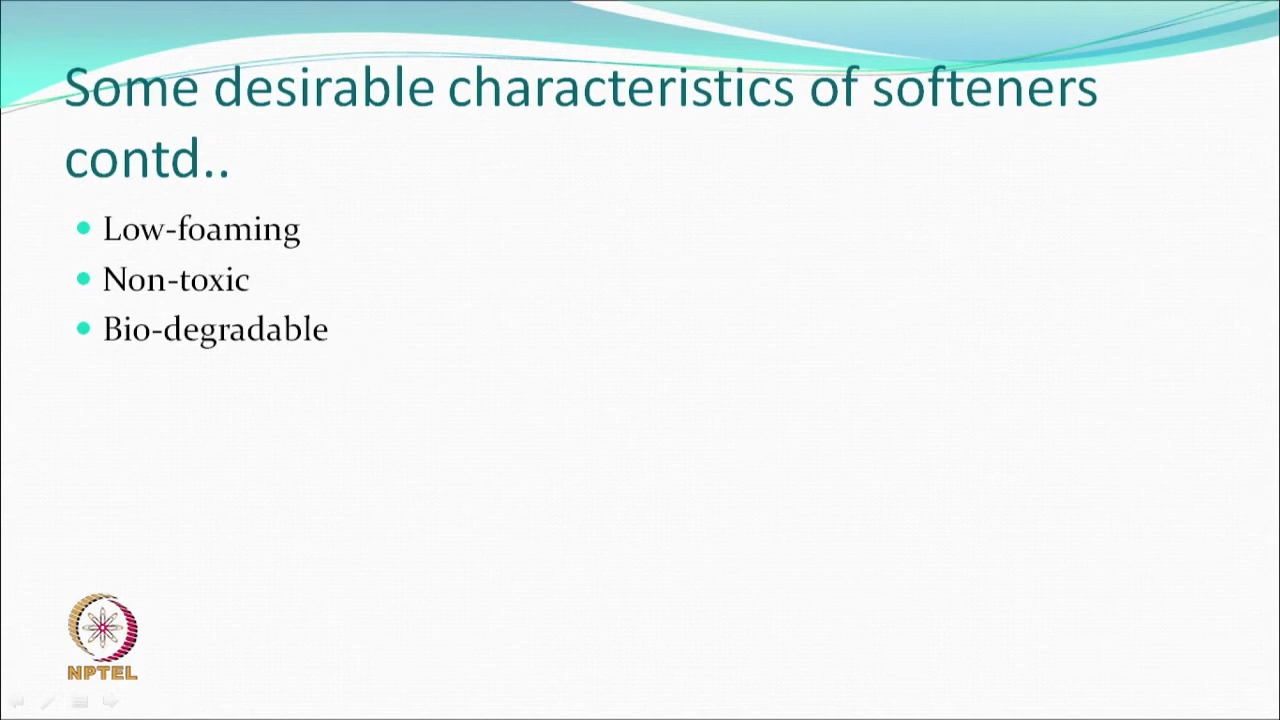 Some desirable characteristics of softeners
contd..
Low-foaming
Non-toxic
Bio-degradable
NPTEL